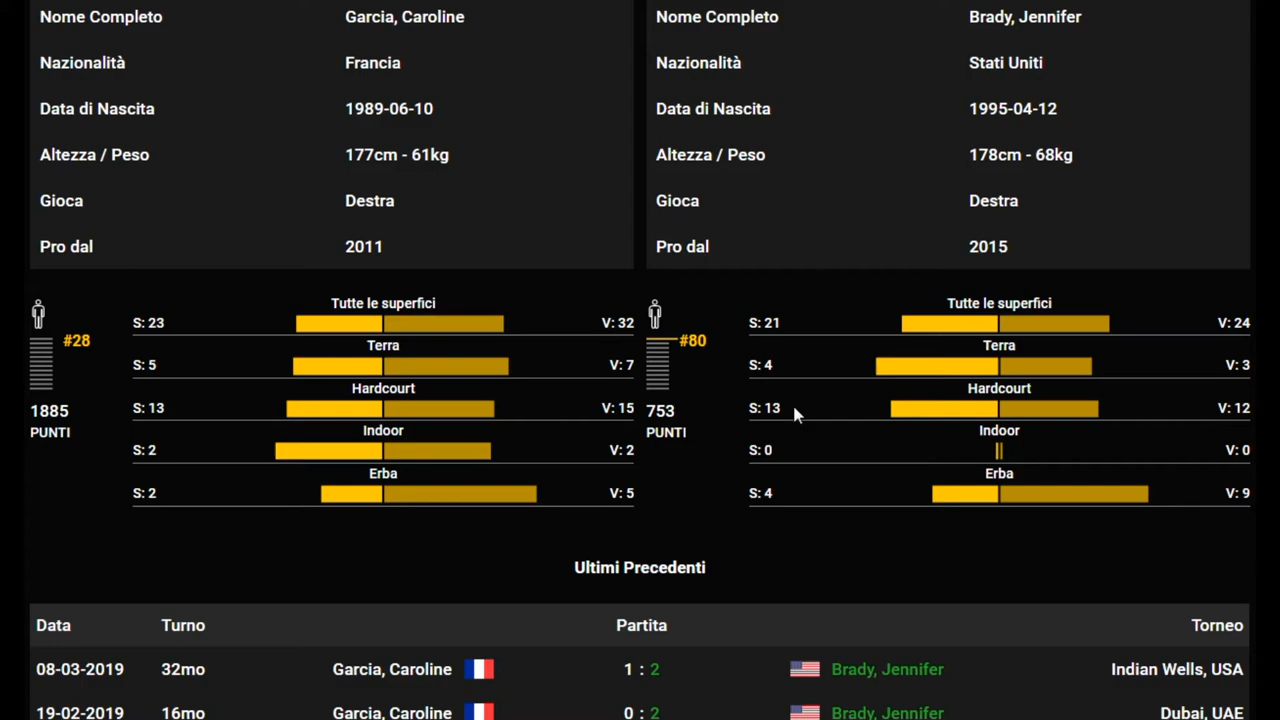 Nome Completo Garcia, Caroline Nome Completo Brady, Jennifer
Nazionalità Francia Nazionalità Stati Uniti
Data di Nascita 1989-06-10 Data di Nascita 1995-04-12
Altezza / Peso 177cm - 61kg Altezza / Peso 178cm - 68kg
Gioca Destra Gioca Destra
Pro dal 2011 Pro dal 2015
Tutte le superfici Tutte le superfici
S: 23 V: 32 S: 21 V: 24
#28 Terra #80 Terra
S: 5 V: 7 S: 4 V: 3
Hardcourt Hardcourt
1885 S: 13 V: 15 753 S: 13 V: 12
PUNTI Indoor PUNTI Indoor
S: 2 V: 2 S: 0 V: 0
Erba Erba
S: 2 V: 5 S: 4 V: 9
Ultimi Precedenti
Data Turno Partita Torneo
08-03-2019 32mo Garcia, Caroline 1 : 2 Brady, Jennifer Indian Wells, USA
19-02-2019 16mo Garcia, Caroline 0 : 2 Brady, Jennifer Dubai, UAE